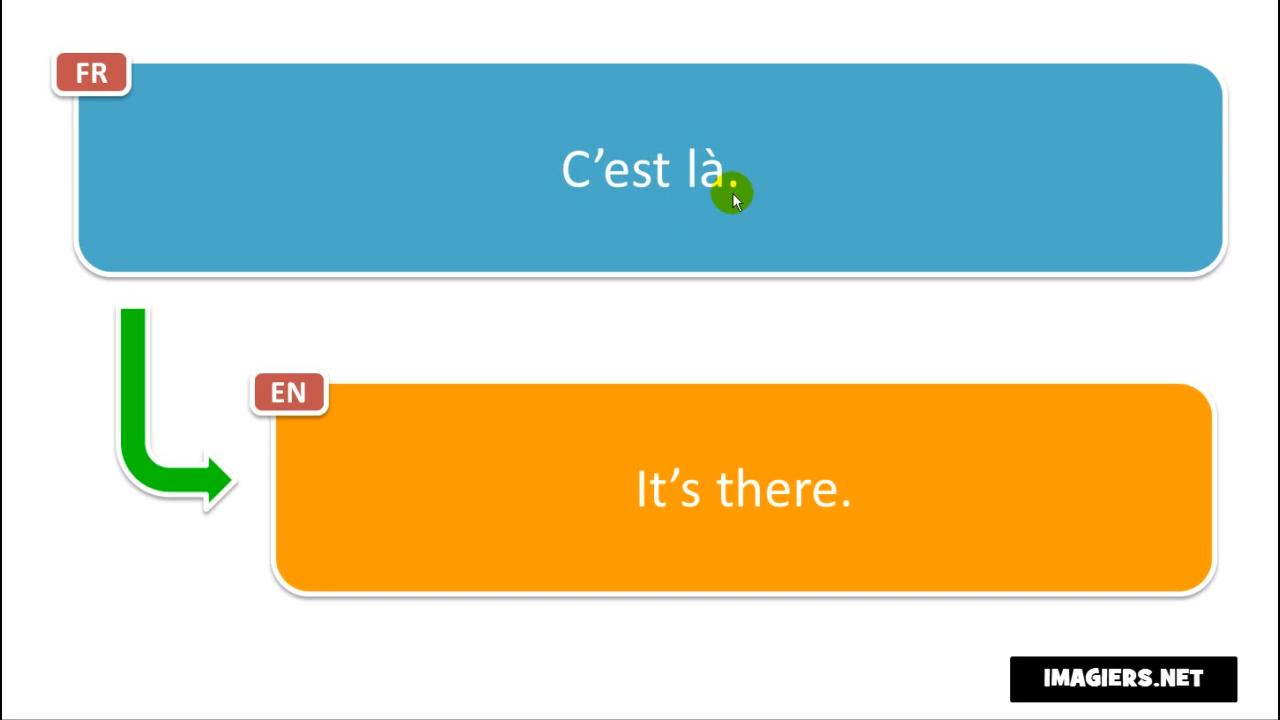 FR
C’est là.
EN
It’s there.
IMAGIERS.NET